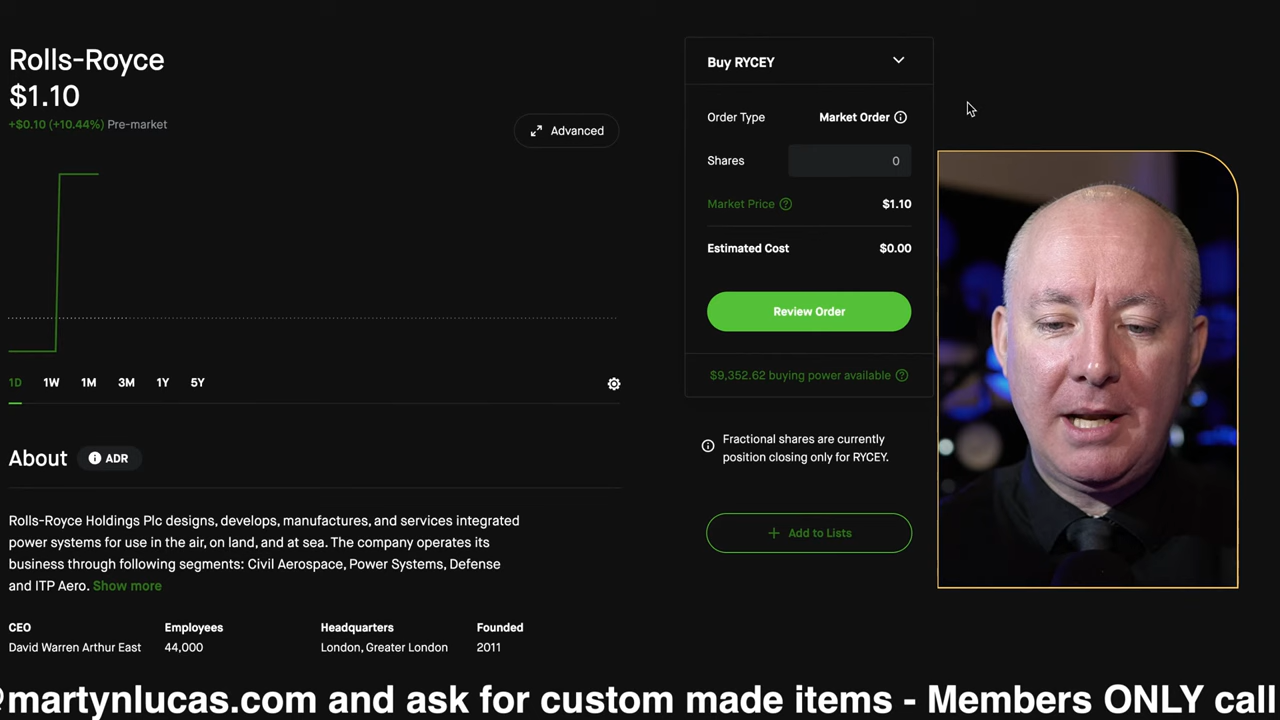 Rolls-Royce
$1.10
+$0.10 (+10.44%) Pre-market
Advanced
1D 1W 1M 3M 1Y 5Y
About ADR
Rolls-Royce Holdings Plc designs, develops, manufactures, and services integrated
power systems for use in the air, on land, and at sea. The company operates its
business through following segments: Civil Aerospace, Power Systems, Defense
and ITP Aero. Show more
CEO Employees Headquarters Founded
David Warren Arthur East 44,000 London, Greater London 2011
Buy RYCEY
Order Type Market Order
Shares 0
Market Price $1.10
Estimated Cost $0.00
Review Order
$9,352.62 buying power available
Fractional shares are currently
position closing only for RYCEY.
+ Add to Lists
@martynlucas.com and ask for custom made items - Members ONLY call